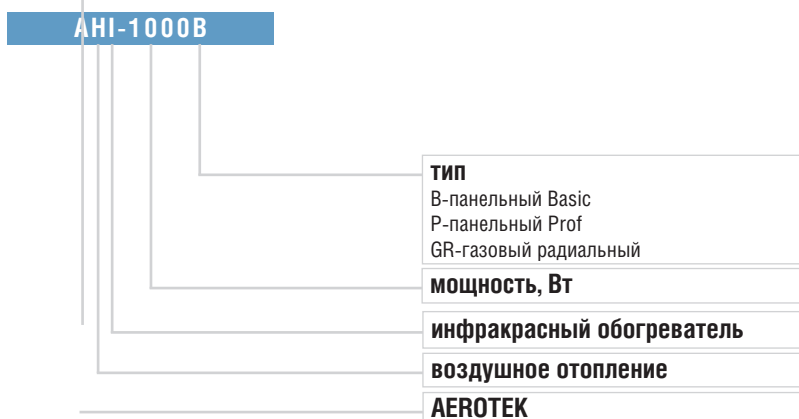 AHI-1000B
тип
B-панельный Basic
P-панельный Prof
GR-газовый радиальный
мощность, Вт
инфракрасный обогреватель
воздушное отопление
AEROTEK